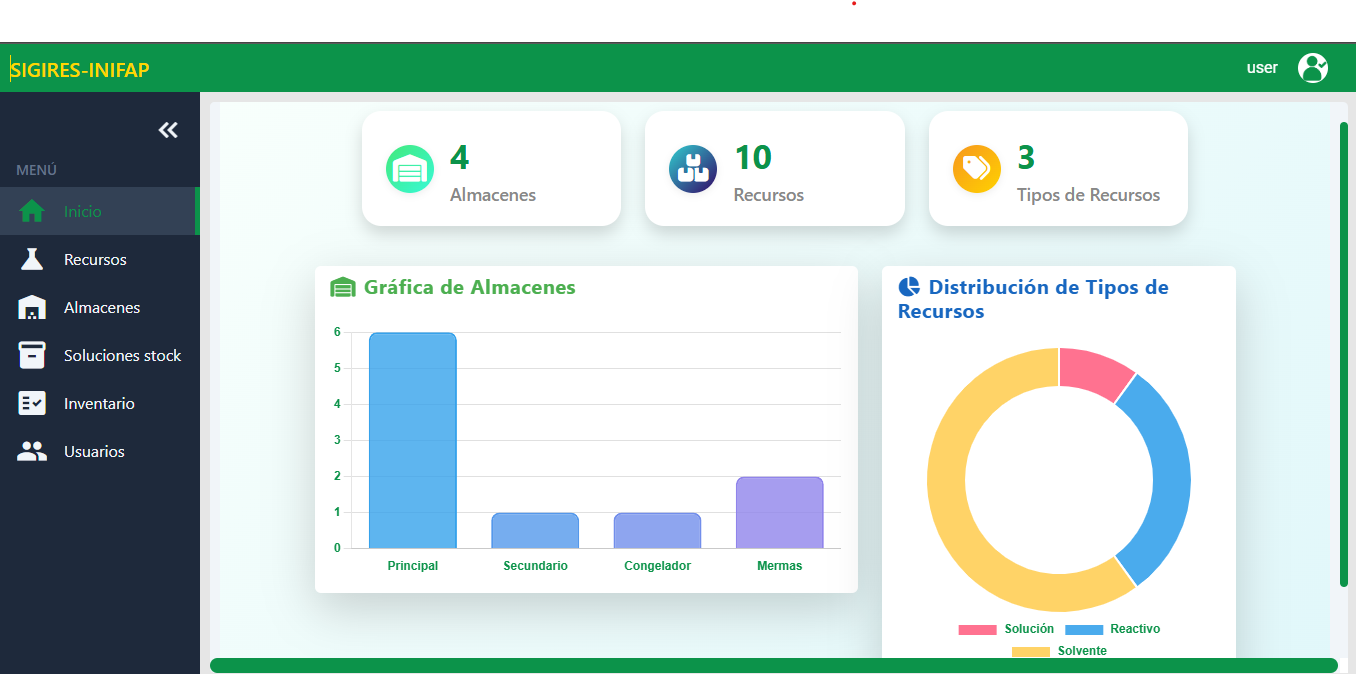 SIGIRES-INIFAP
user
MENÚ
Inicio
Recursos
Almacenes
Soluciones stock
Inventario
Usuarios
4
Almacenes
10
Recursos
3
Tipos de Recursos
Gráfica de Almacenes
6
5
4
3
2
1
0
Principal
Secundario
Congelador
Mermas
Distribución de Tipos de
Recursos
Solución
Reactivo
Solvente